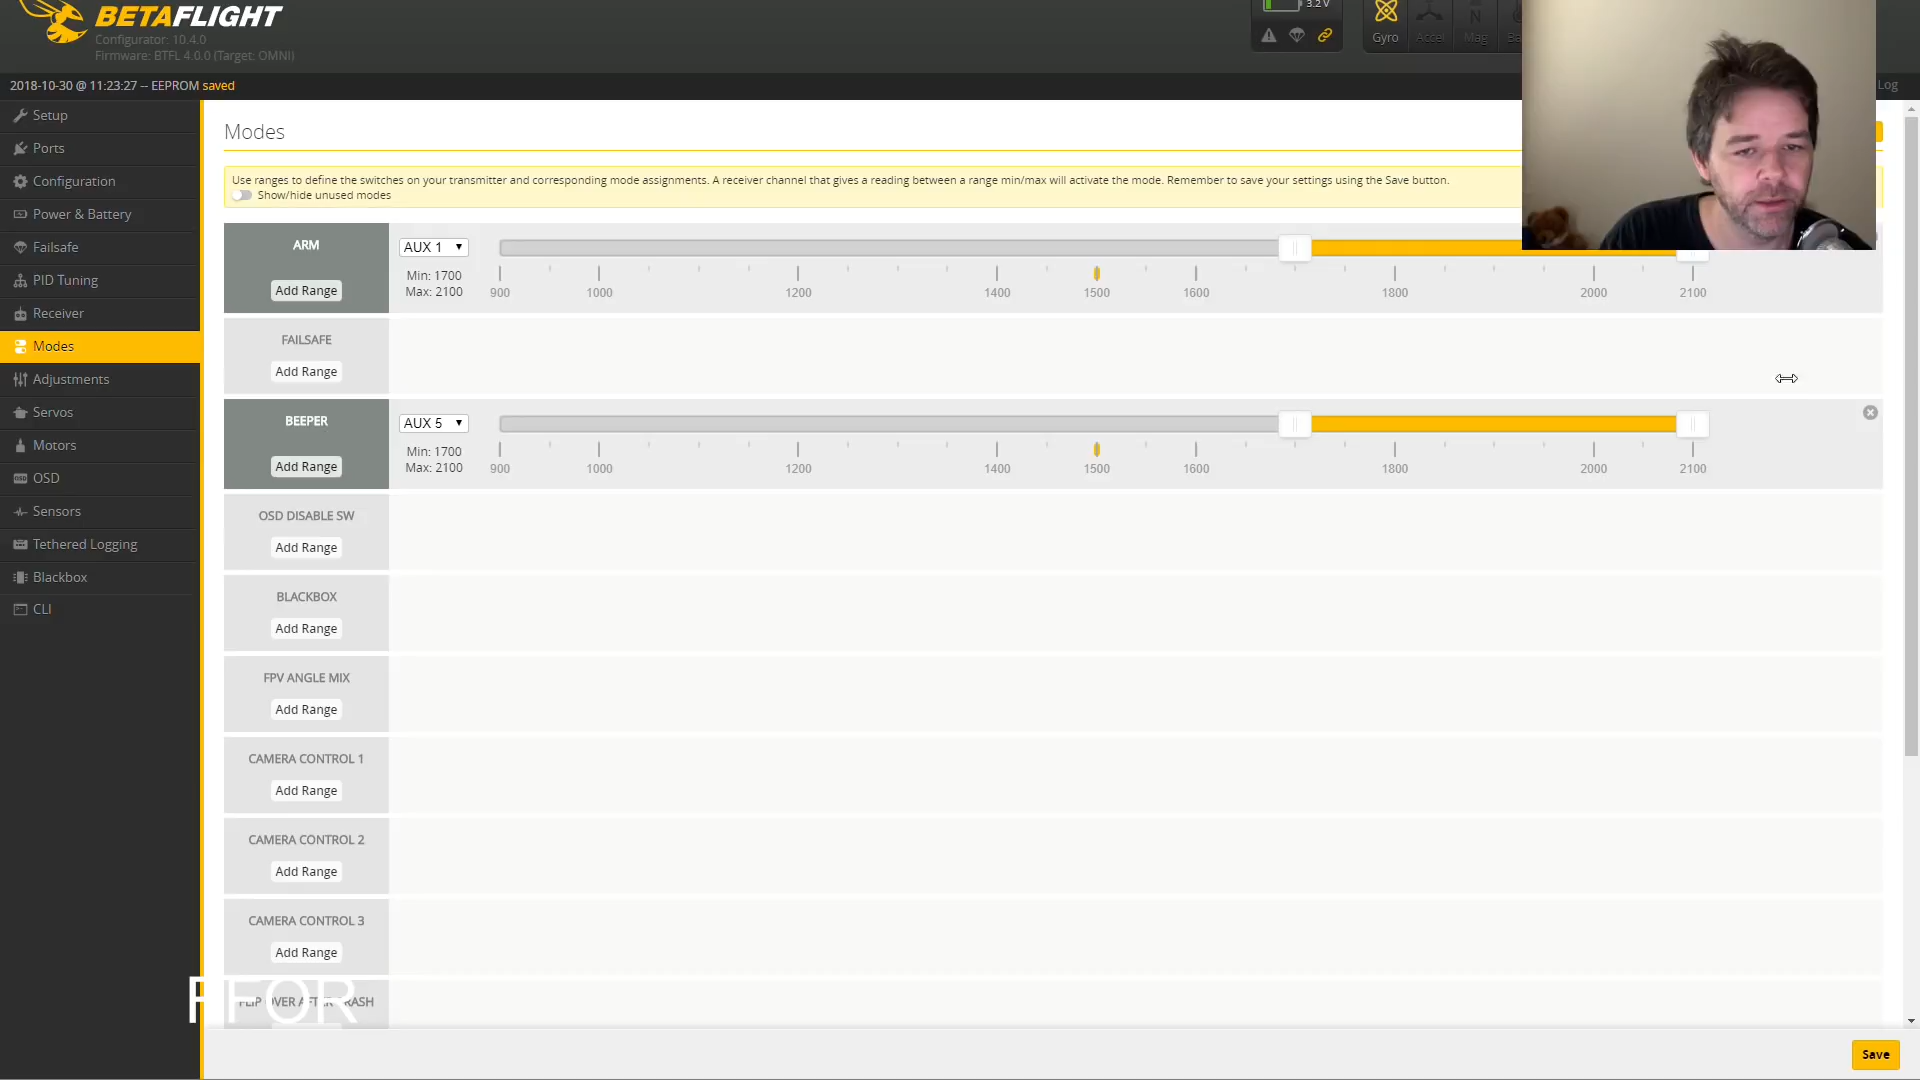 BETAFLIGHT
Configurator: 10.4.0
Firmware: BTFL 4.0.0 (Target: OMNI)
3.2 V
Gyro
Accel
Mag
2018-10-30 @ 11:23:27 -- EEPROM saved
Log
Setup
Ports
Configuration
Power & Battery
Failsafe
PID Tuning
Receiver
Modes
Adjustments
Servos
Motors
OSD
Sensors
Tethered Logging
Blackbox
CLI
Modes
Use ranges to define the switches on your transmitter and corresponding mode assignments. A receiver channel that gives a reading between a range min/max will activate the mode. Remember to save your settings using the Save button.
Show/hide unused modes
ARM
Add Range
AUX 1
Min: 1700
Max: 2100
900 1000 1200 1400 1500 1600 1800 2000 2100
FAILSAFE
Add Range
BEEPER
Add Range
AUX 5
Min: 1700
Max: 2100
900 1000 1200 1400 1500 1600 1800 2000 2100
OSD DISABLE SW
Add Range
BLACKBOX
Add Range
FPV ANGLE MIX
Add Range
CAMERA CONTROL 1
Add Range
CAMERA CONTROL 2
Add Range
CAMERA CONTROL 3
Add Range
FLIP OVER AFTER CRASH
Save